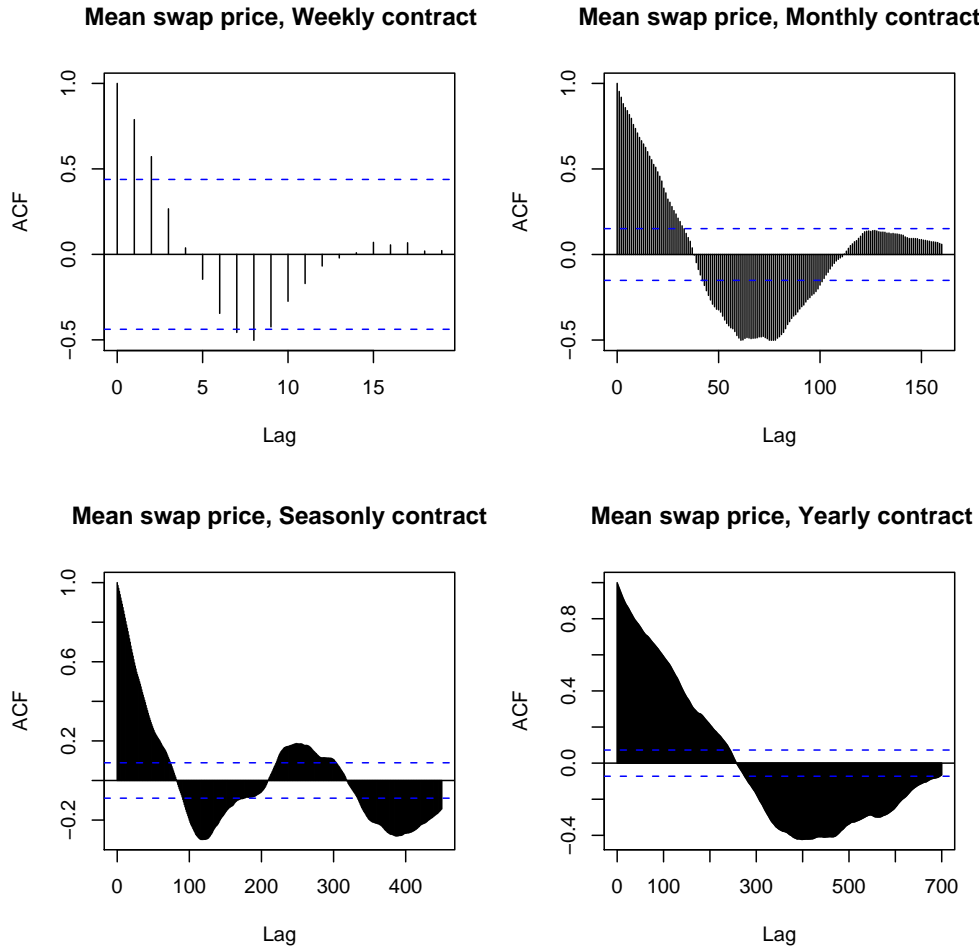 Mean swap price, Weekly contract
ACF
1.0
0.5
0.0
−0.5
0 5 10 15
Lag
Mean swap price, Monthly contract
ACF
1.0
0.5
0.0
−0.5
0 50 100 150
Lag
Mean swap price, Seasonly contract
ACF
1.0
0.6
0.2
−0.2
0 100 200 300 400
Lag
Mean swap price, Yearly contract
ACF
0.8
0.4
0.0
−0.4
0 100 300 500 700
Lag